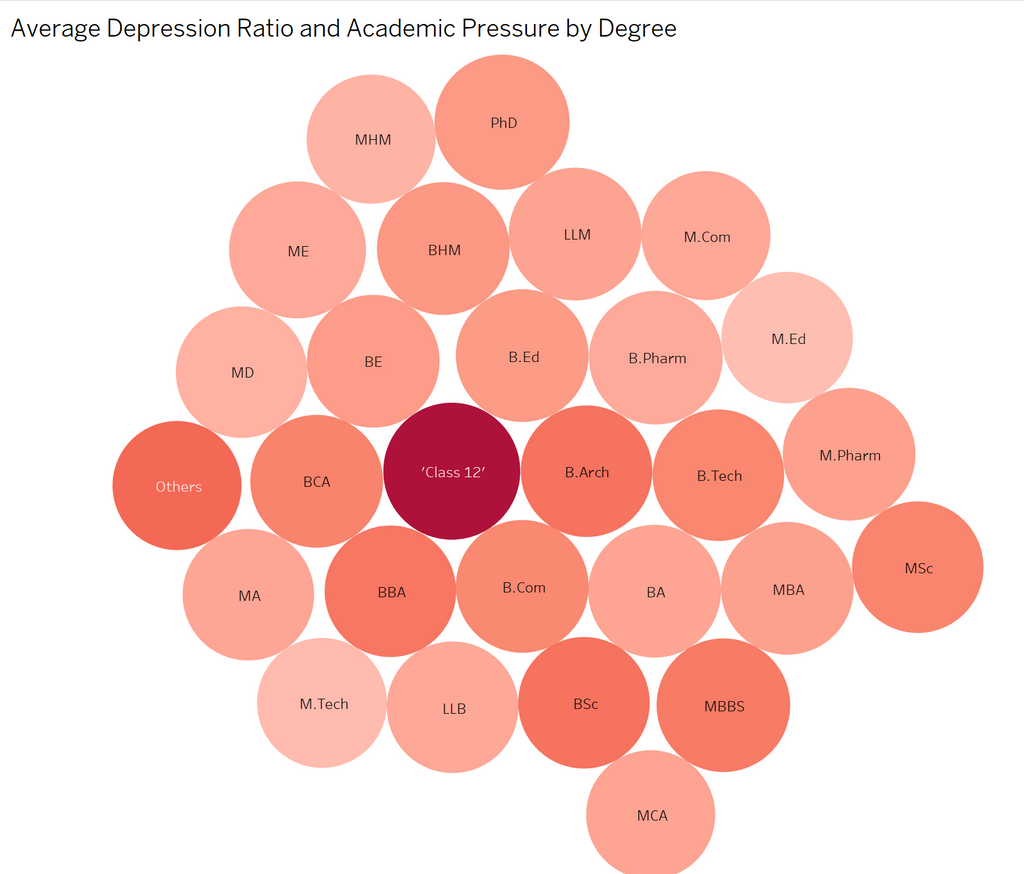 Average Depression Ratio and Academic Pressure by Degree
PhD
MHM
LLM
M.Com
ME
BHM
M.Ed
B.Ed
B.Pharm
BE
MD
M.Pharm
'Class 12'
B.Arch
B.Tech
BCA
Others
MSc
B.Com
MBA
BBA
BA
MA
M.Tech
BSc
MBBS
LLB
MCA